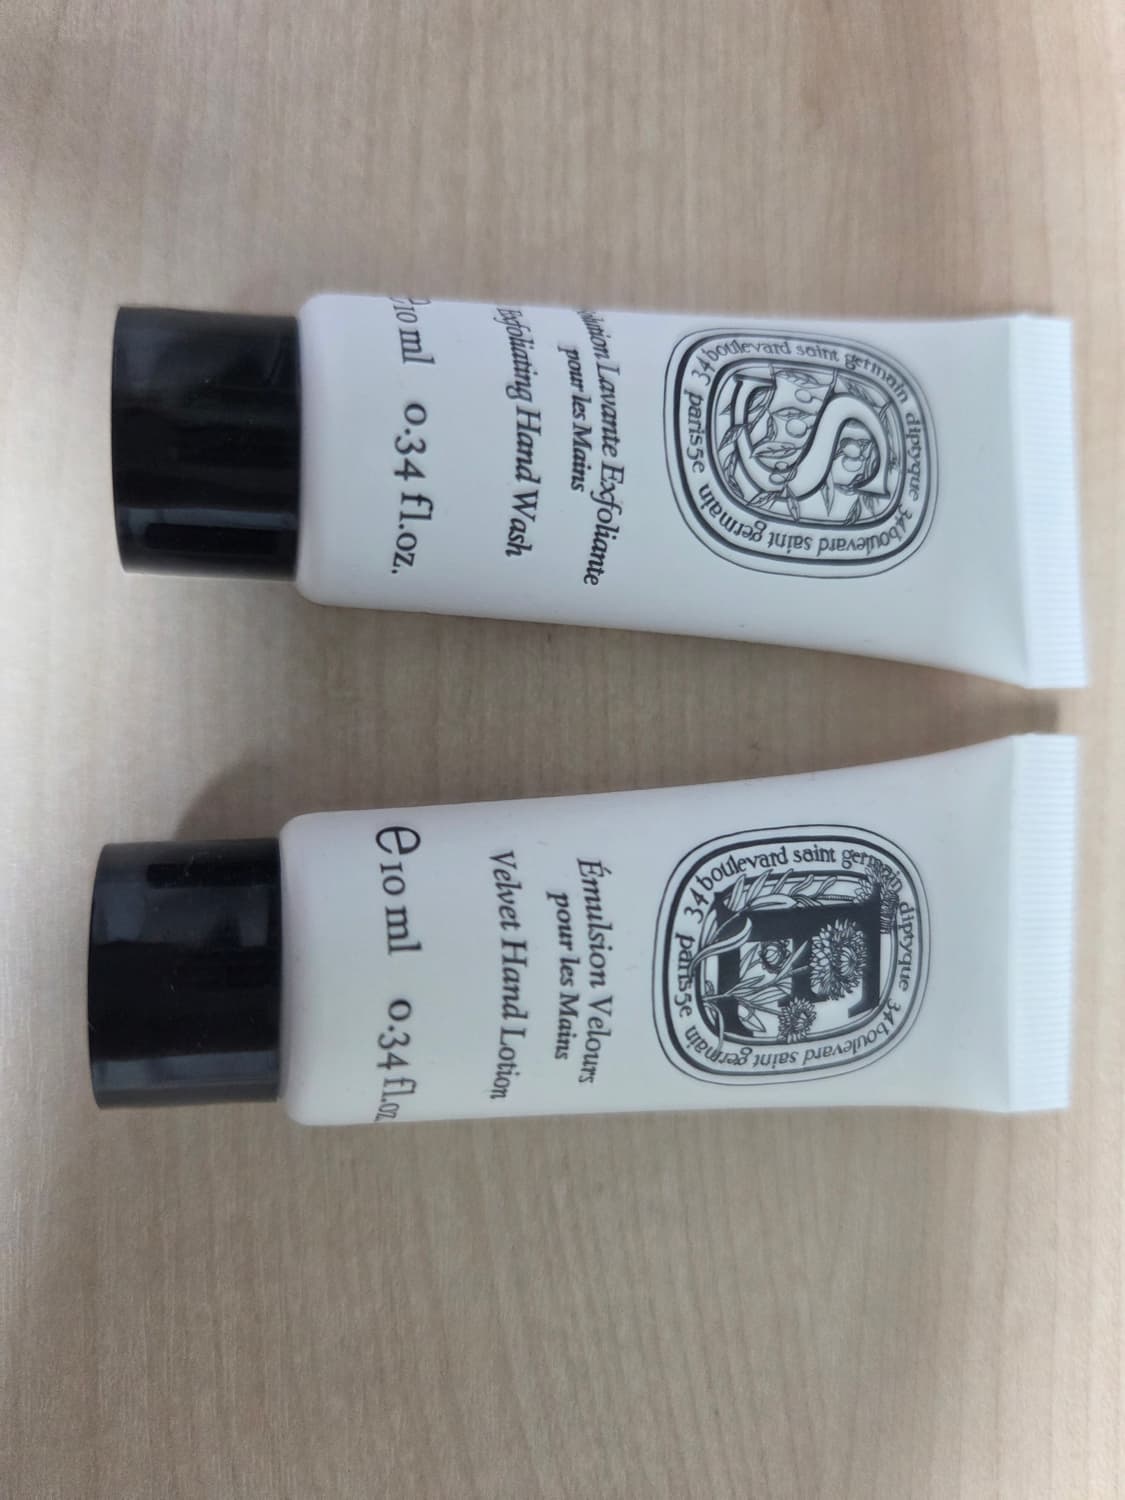 34 boulevard saint germain diptyque 34 boulevard saint germain paris 5e
Lavante Exfoliante
pour les Mains
Exfoliating Hand Wash
e 10 ml 0.34 fl.oz.
34 boulevard saint germain diptyque 34 boulevard saint germain paris 5e
Émulsion Velours
pour les Mains
Velvet Hand Lotion
e 10 ml 0.34 fl.oz.